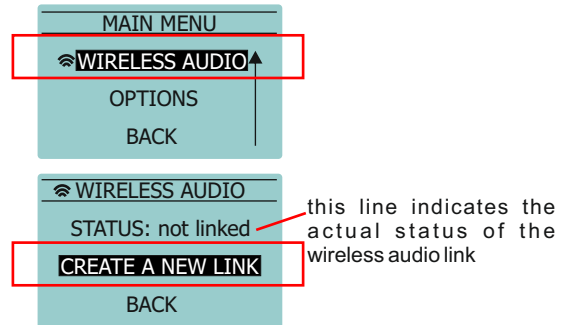 MAIN MENU
WIRELESS AUDIO
OPTIONS
BACK
WIRELESS AUDIO
STATUS: not linked
CREATE A NEW LINK
BACK
this line indicates the
actual status of the
wireless audio link